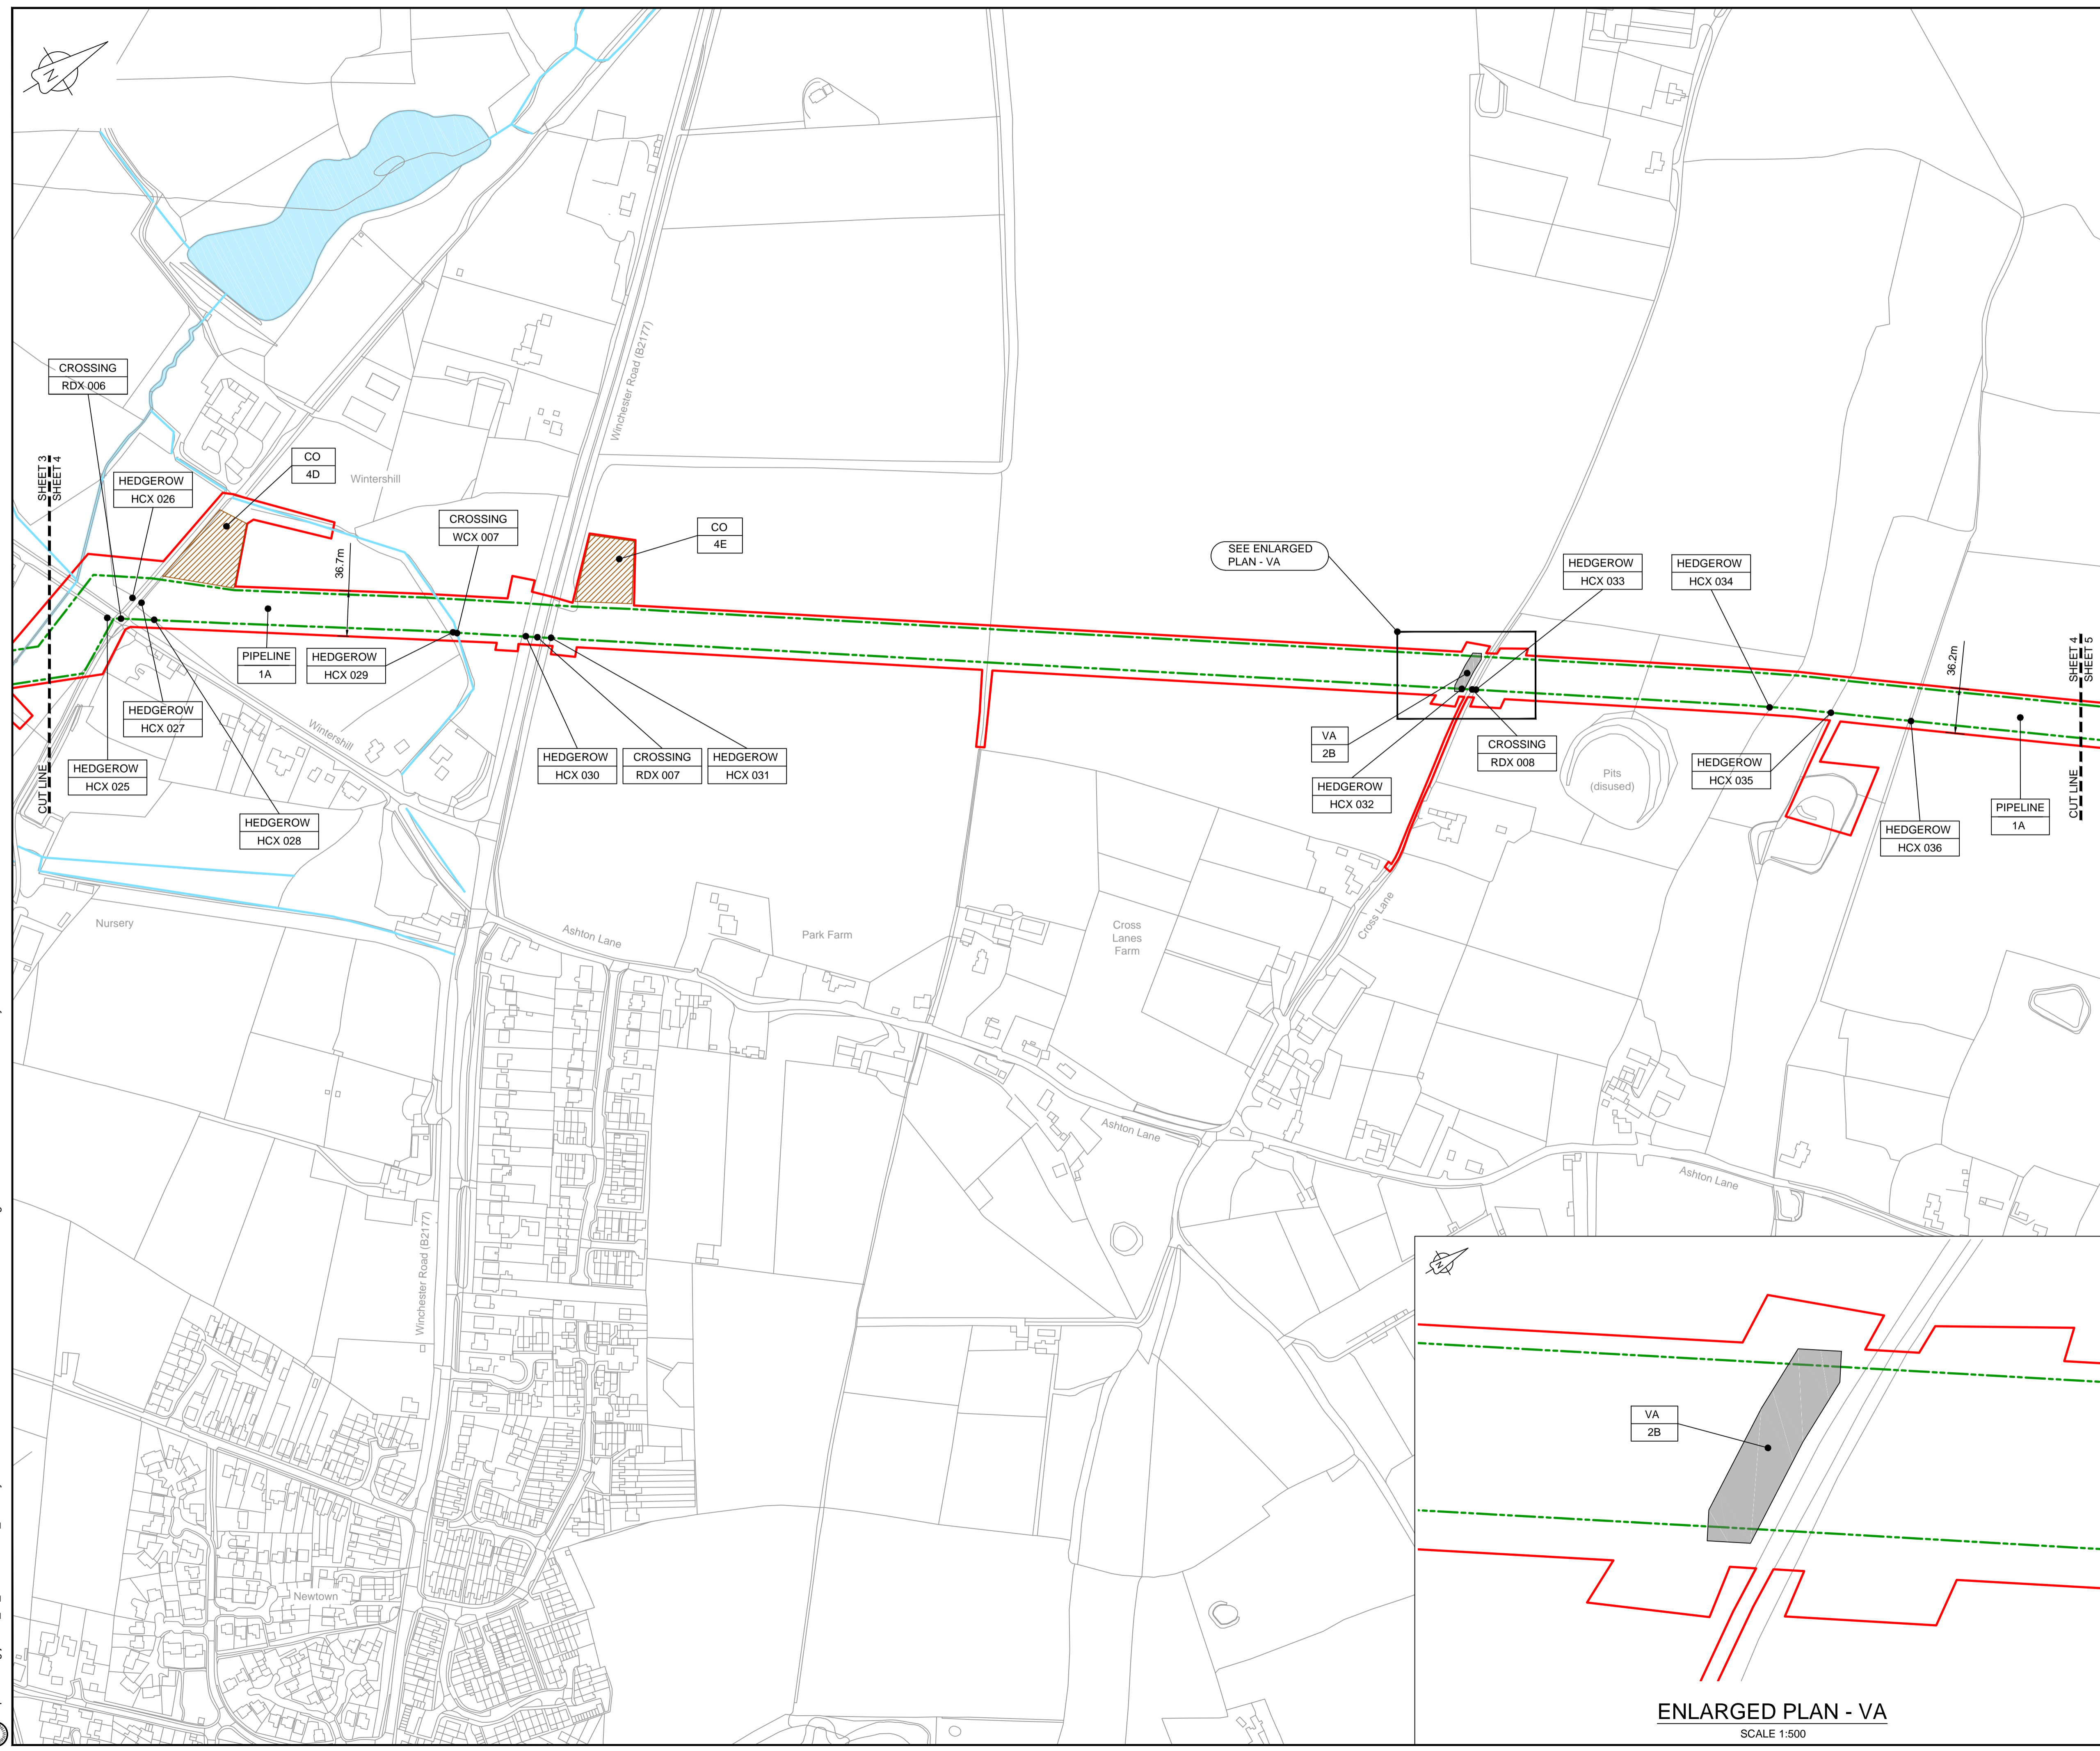 N
CROSSING
RDX 006
SHEET 3
SHEET 4
HEDGEROW
HCX 026
CO
4D
Wintershill
Winchester Road (B2177)
CROSSING
WCX 007
CO
4E
36.7m
SEE ENLARGED
PLAN - VA
HEDGEROW
HCX 033
HEDGEROW
HCX 034
SHEET 4
SHEET 5
36.2m
PIPELINE
1A
HEDGEROW
HCX 029
HEDGEROW
HCX 027
Wintershill
HEDGEROW
HCX 025
CUT LINE
HEDGEROW
HCX 028
HEDGEROW
HCX 030
CROSSING
RDX 007
HEDGEROW
HCX 031
VA
2B
CROSSING
RDX 008
HEDGEROW
HCX 032
Pits
(disused)
HEDGEROW
HCX 035
PIPELINE
1A
CUT LINE
HEDGEROW
HCX 036
Nursery
Ashton Lane
Park Farm
Cross
Lanes
Farm
Cross Lane
Ashton Lane
Ashton Lane
Winchester Road (B2177)
Newtown
N
VA
2B
ENLARGED PLAN - VA
SCALE 1:500